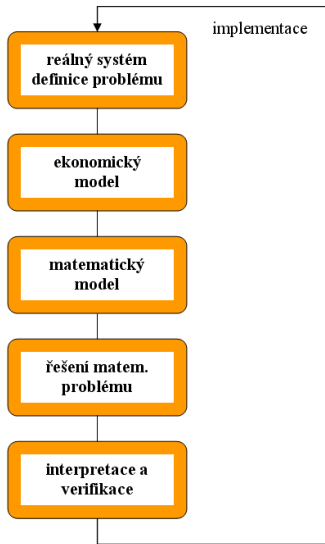 implementace
reálný systém
definice problému
ekonomický
model
matematický
model
řešení matem.
problému
interpretace a
verifikace